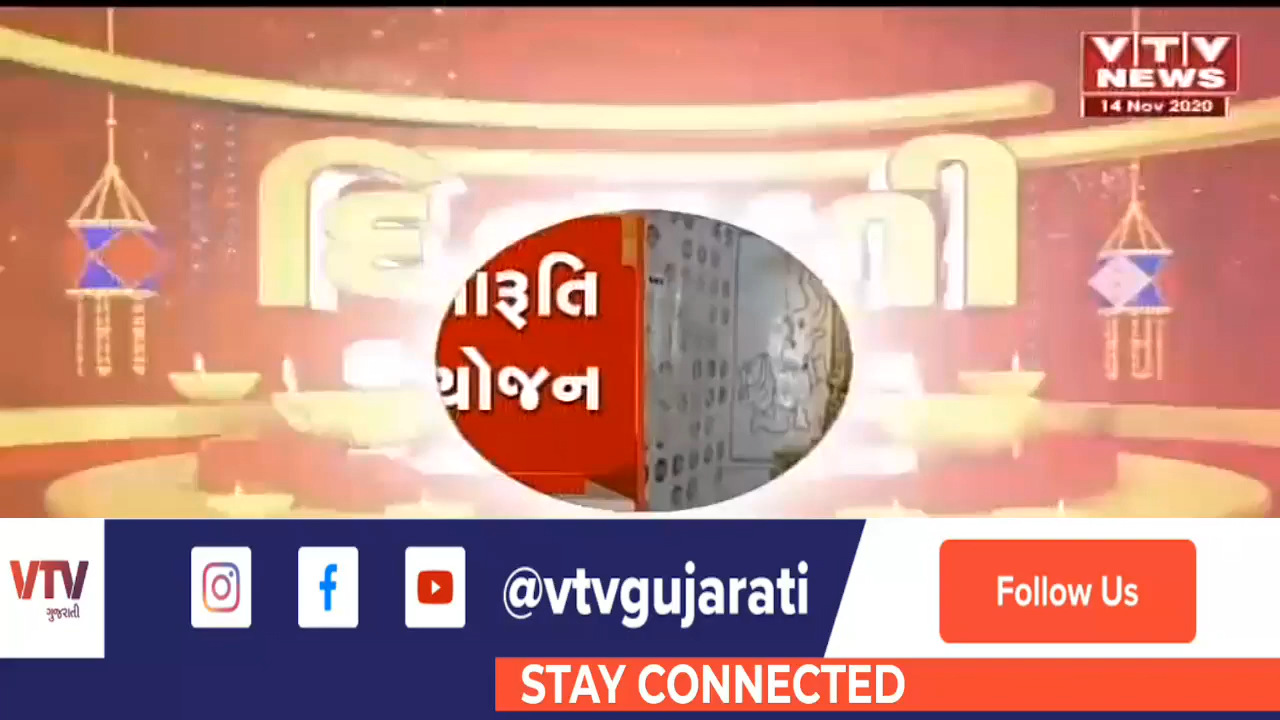 VTV
NEWS
14 Nov 2020
યોજન
VTV
ગુજરાતી
@vtvgujarati
Follow Us
STAY CONNECTED